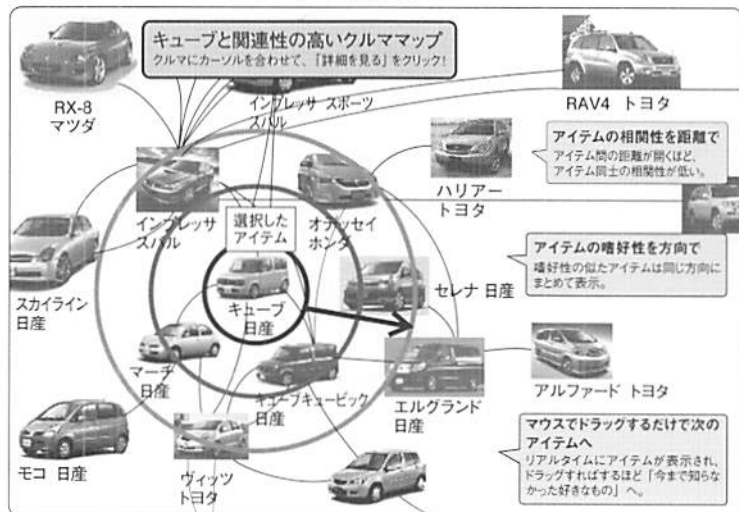 キューブと関連性の高いクルママップ
クルマにカーソルを合わせて、「詳細を見る」をクリック!
RX-8
マツダ
インプレッサ スポーツ
スバル
RAV4 トヨタ
アイテムの相関性を距離で
アイテム間の距離が開くほど、
アイテム同士の相関性が低い。
ハリアー
トヨタ
インプレッサ
スバル
選択した
アイテム
オデッセイ
ホンダ
アイテムの嗜好性を方向で
嗜好性の似たアイテムは同じ方向に
まとめて表示。
スカイライン
日産
キューブ
日産
セレナ 日産
マーチ
日産
キューブキュービック
日産
エルグランド
日産
アルファード トヨタ
モコ 日産
ヴィッツ
トヨタ
マウスでドラッグするだけで次の
アイテムへ
リアルタイムにアイテムが表示され、
ドラッグすればするほど「今まで知らな
かった好きなもの」へ。